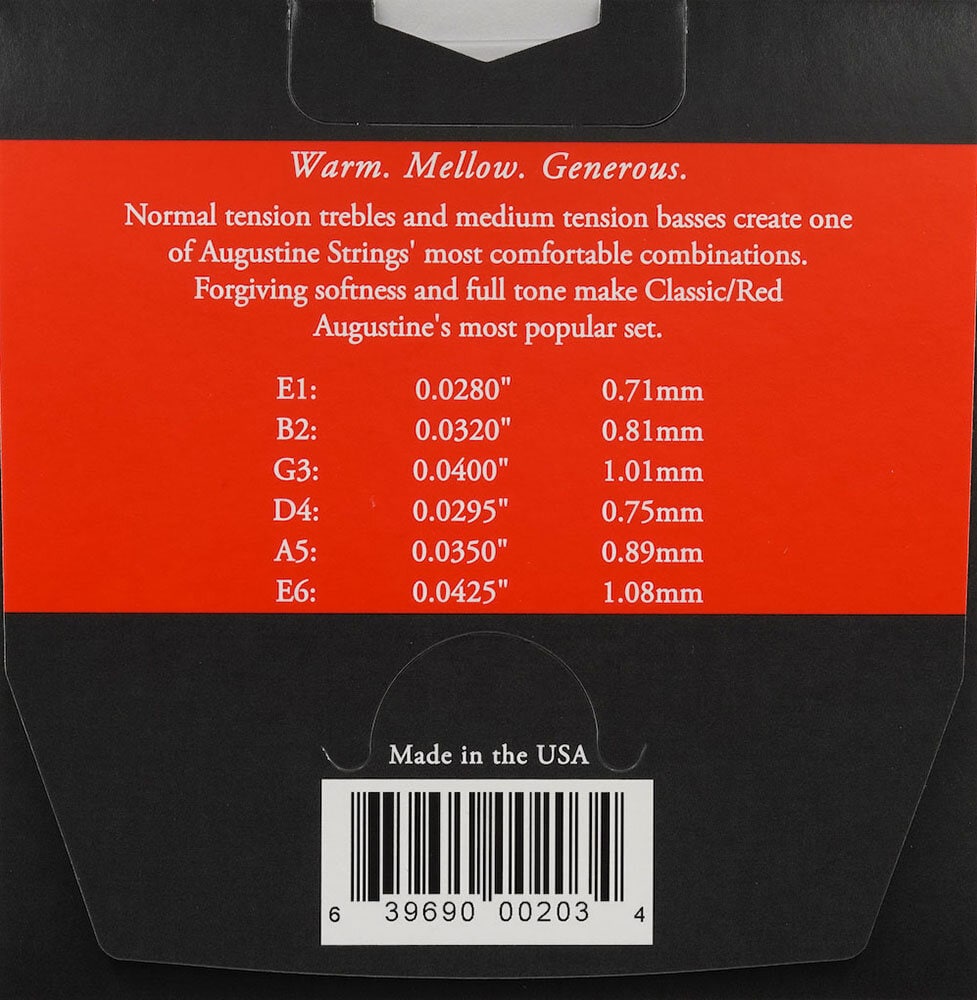 Warm. Mellow. Generous.
Normal tension trebles and medium tension basses create one
of Augustine Strings' most comfortable combinations.
Forgiving softness and full tone make Classic/Red
Augustine's most popular set.
E1: 0.0280" 0.71mm
B2: 0.0320" 0.81mm
G3: 0.0400" 1.01mm
D4: 0.0295" 0.75mm
A5: 0.0350" 0.89mm
E6: 0.0425" 1.08mm
Made in the USA
6 39690 00203 4